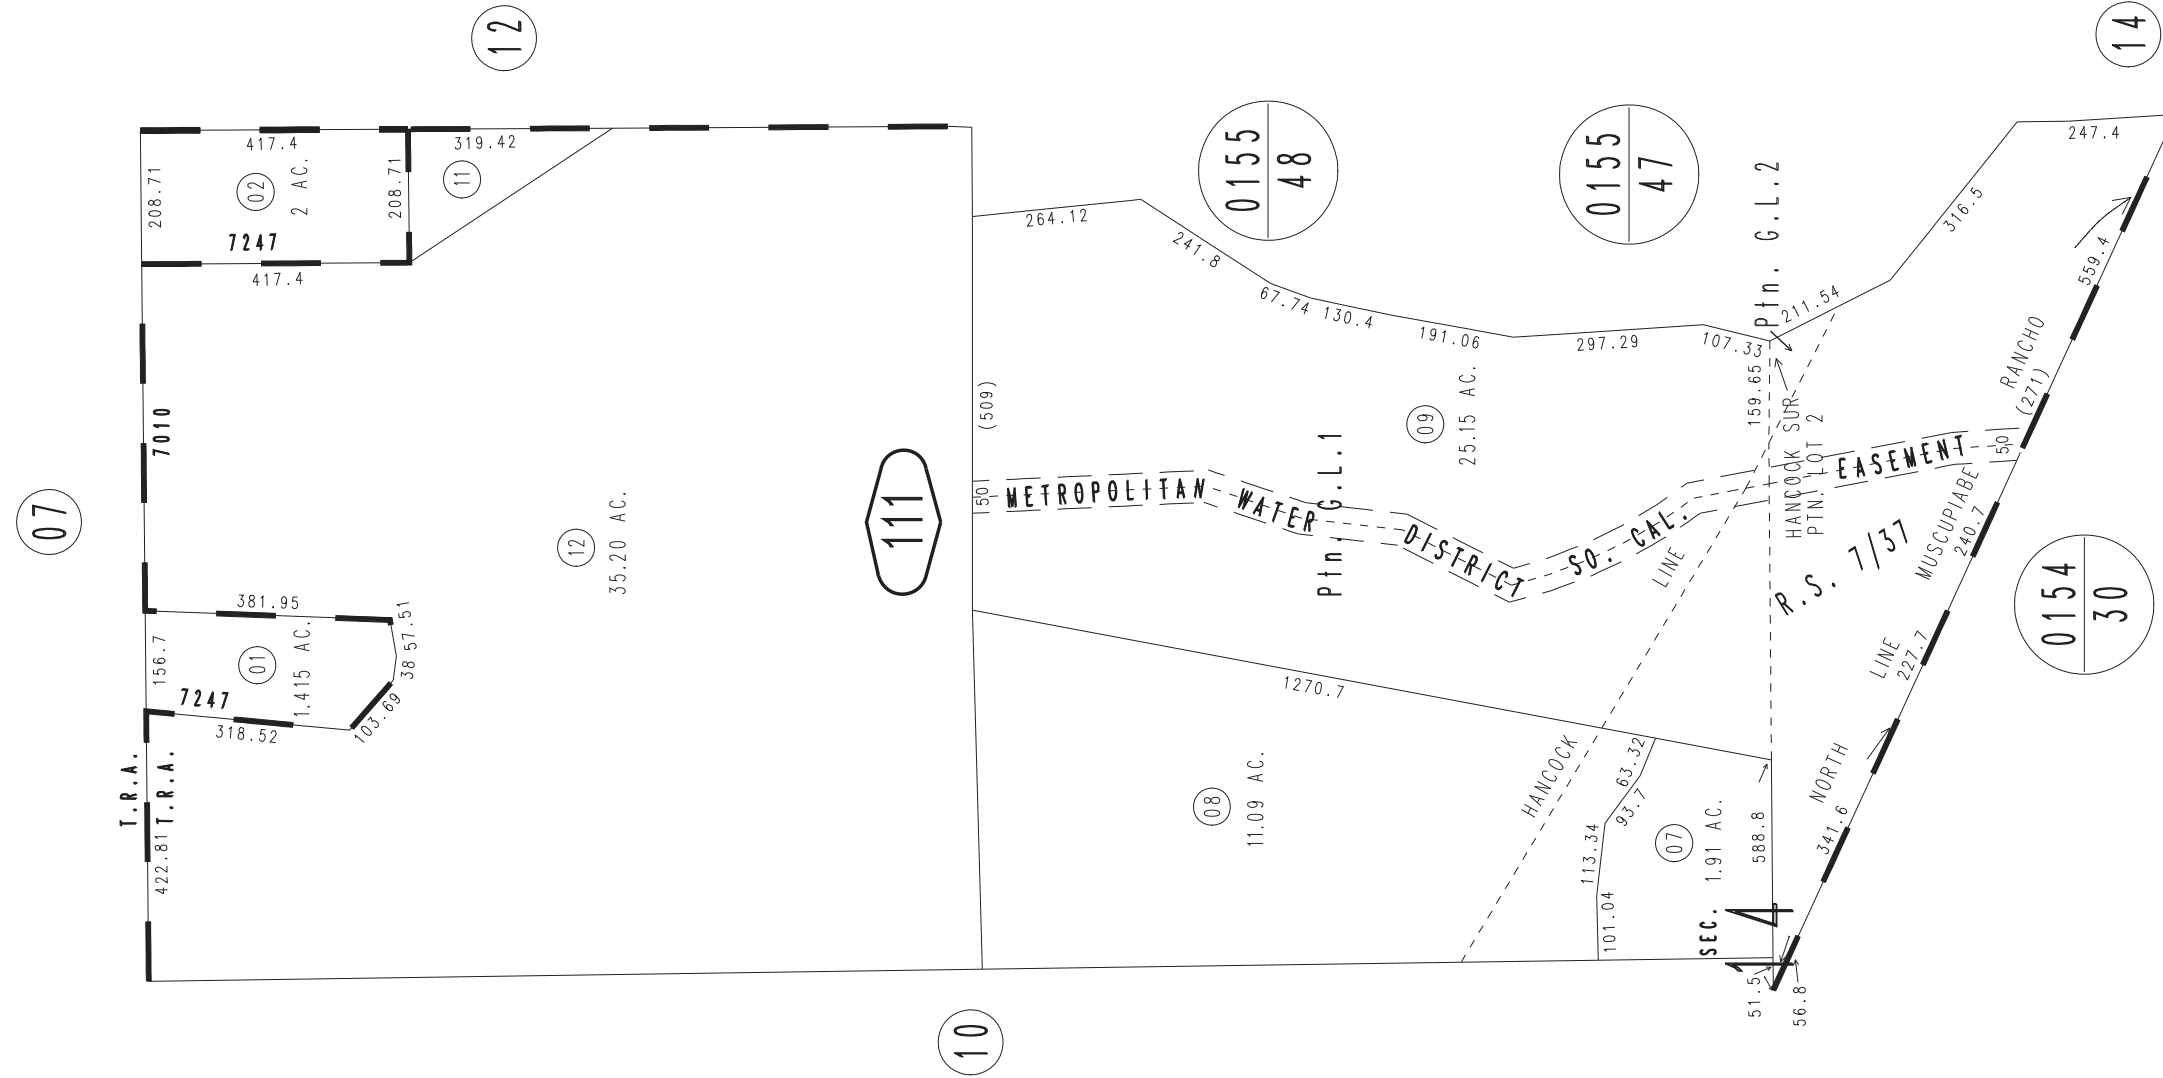 12
14
07
10
0155
48
0155
47
0154
30
417.4
319.42
208.71
02
2 AC.
208.71
11
7247
417.4
7010
264.12
241.8
67.74
130.4
191.06
297.29
107.33
211.54
316.5
247.4
559.4
Ptn. G.L.2
159.65
HANCOCK SUR
PTN. LOT 2
RANCHO
(271)
(509)
09
25.15 AC.
Ptn. G.L.1
50
METROPOLITAN WATER DISTRICT SO. CAL. EASEMENT
50
12
35.20 AC.
111
381.95
156.7
01
1.415 AC.
57.51
38
7247
318.52
103.69
T.R.A.
T.R.A.
422.81
1270.7
LINE
HANCOCK
R.S. 7/37
MUSCUPIABE
240.7
LINE
227.7
NORTH
341.6
08
11.09 AC.
63.32
93.7
113.34
101.04
07
1.91 AC.
588.8
SEC.
14
51.5
56.8